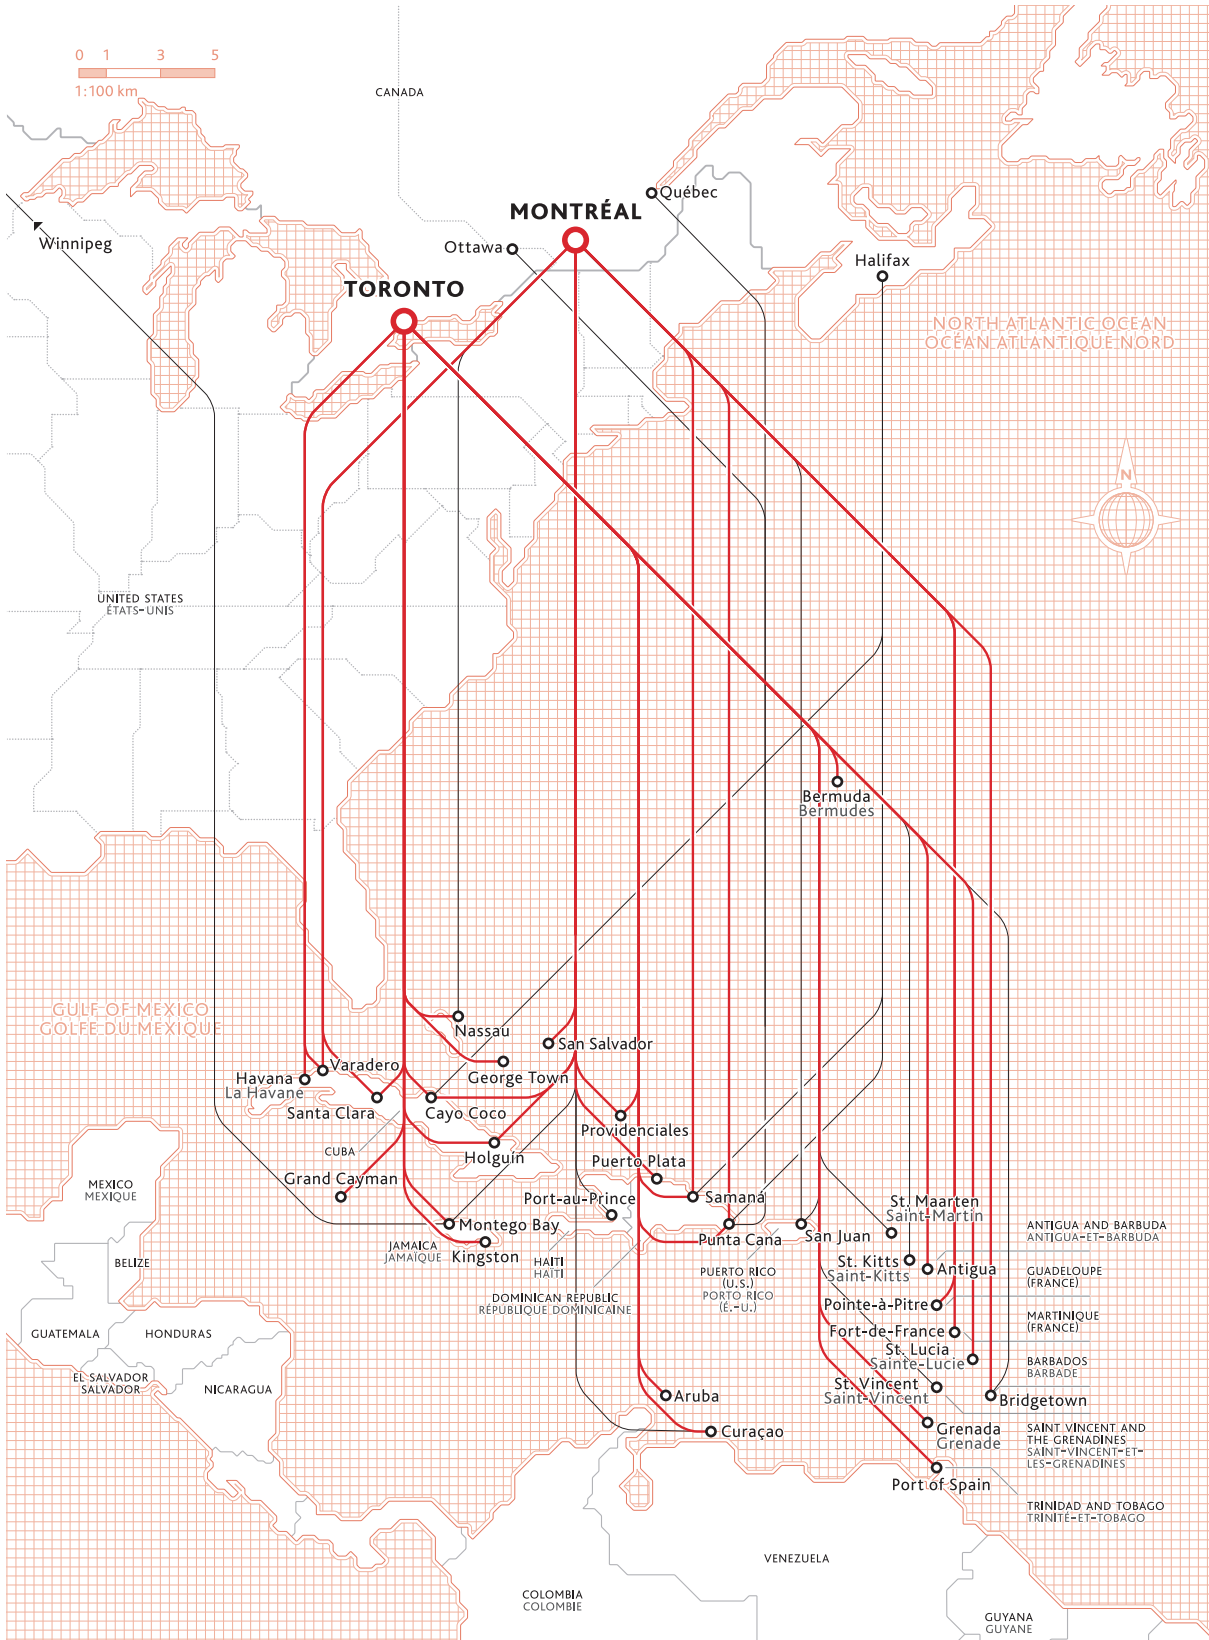 0 1 3 5
1:100 km
CANADA
Québec
MONTRÉAL
Winnipeg
Ottawa
Halifax
TORONTO
NORTH ATLANTIC OCEAN
OCÉAN ATLANTIQUE NORD
N
UNITED STATES
ÉTATS-UNIS
Bermuda
Bermudes
GULF OF MEXICO
GOLFE DU MEXIQUE
Nassau
San Salvador
Varadero
George Town
Havana
La Havane
Santa Clara
Cayo Coco
Providenciales
CUBA
Holguín
Puerto Plata
Grand Cayman
MEXICO
MEXIQUE
Port-au-Prince
Samaná
St. Maarten
Saint-Martin
Montego Bay
Punta Cana
San Juan
ANTIGUA AND BARBUDA
ANTIGUA-ET-BARBUDA
JAMAICA
JAMAÏQUE
Kingston
HAITI
HAÏTI
BELIZE
St. Kitts
Saint-Kitts
Antigua
PUERTO RICO
(U.S.)
PORTO RICO
(É.-U.)
GUADELOUPE
(FRANCE)
DOMINICAN REPUBLIC
RÉPUBLIQUE DOMINICAINE
Pointe-à-Pitre
MARTINIQUE
(FRANCE)
GUATEMALA
HONDURAS
Fort-de-France
St. Lucia
Sainte-Lucie
BARBADOS
BARBADE
EL SALVADOR
SALVADOR
NICARAGUA
St. Vincent
Saint-Vincent
Aruba
Bridgetown
Curaçao
Grenada
Grenade
SAINT VINCENT AND
THE GRENADINES
SAINT-VINCENT-ET-
LES-GRENADINES
Port of Spain
TRINIDAD AND TOBAGO
TRINITÉ-ET-TOBAGO
VENEZUELA
COLOMBIA
COLOMBIE
GUYANA
GUYANE